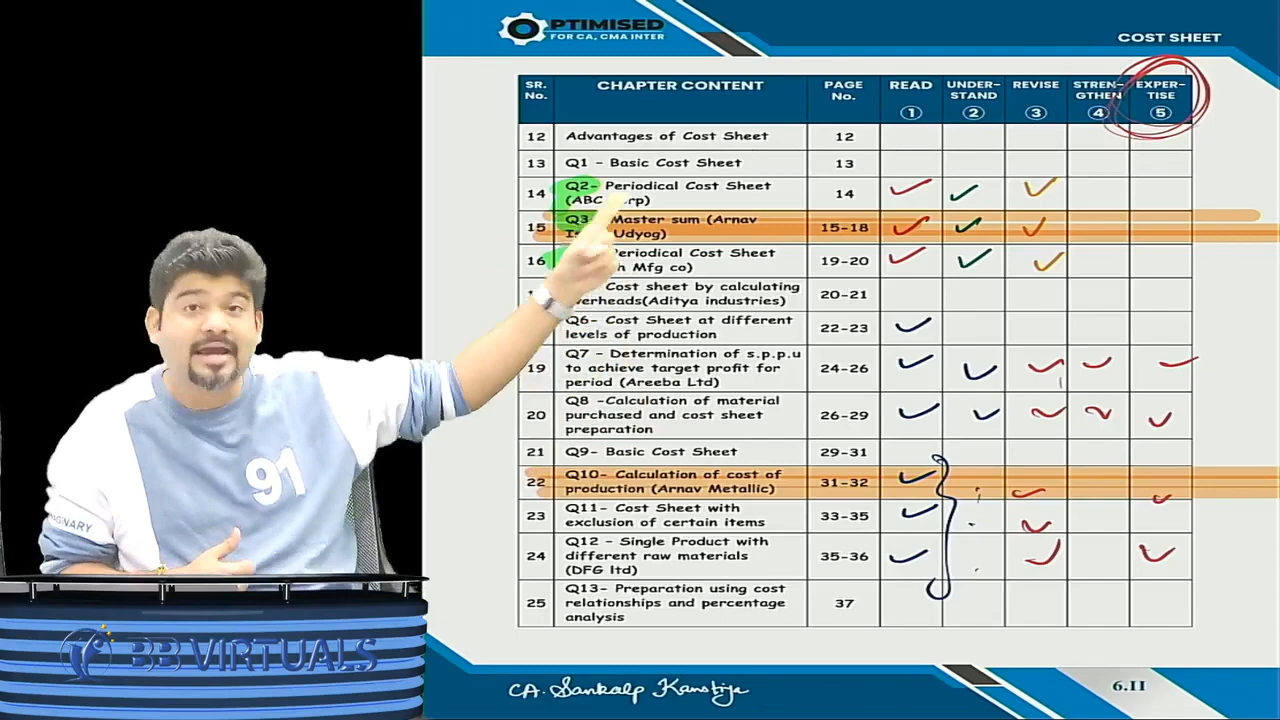 OPTIMISED
FOR CA, CMA INTER
COST SHEET
SR. No.
CHAPTER CONTENT
PAGE No.
READ ①
UNDER-STAND ②
REVISE ③
STREN-GTHEN ④
EXPER-TISE ⑤
12 Advantages of Cost Sheet 12
13 Q1 - Basic Cost Sheet 13
14 Q2- Periodical Cost Sheet
(ABC 14
15 Q3 Master sum (Arnav
Udyog) 15-18
16 Periodical Cost Sheet
Mfg co) 19-20
Cost sheet by calculating
(Aditya industries) 20-21
Q6- Cost Sheet at different
levels of production 22-23
19 Q7 - Determination of s.p.p.u
to achieve target profit for
period (Areeba Ltd) 24-26
20 Q8 -Calculation of material
purchased and cost sheet
preparation 26-29
21 Q9- Basic Cost Sheet 29-31
22 Q10- Calculation of cost of
production (Arnav Metallic) 31-32
23 Q11- Cost Sheet with
exclusion of certain items 33-35
24 Q12 - Single Product with
different raw materials
(DFG ltd) 35-36
25 Q13- Preparation using cost
relationships and percentage
analysis 37
91
BB VIRTUALS
CA. Sankalp Kanstiya
6.11